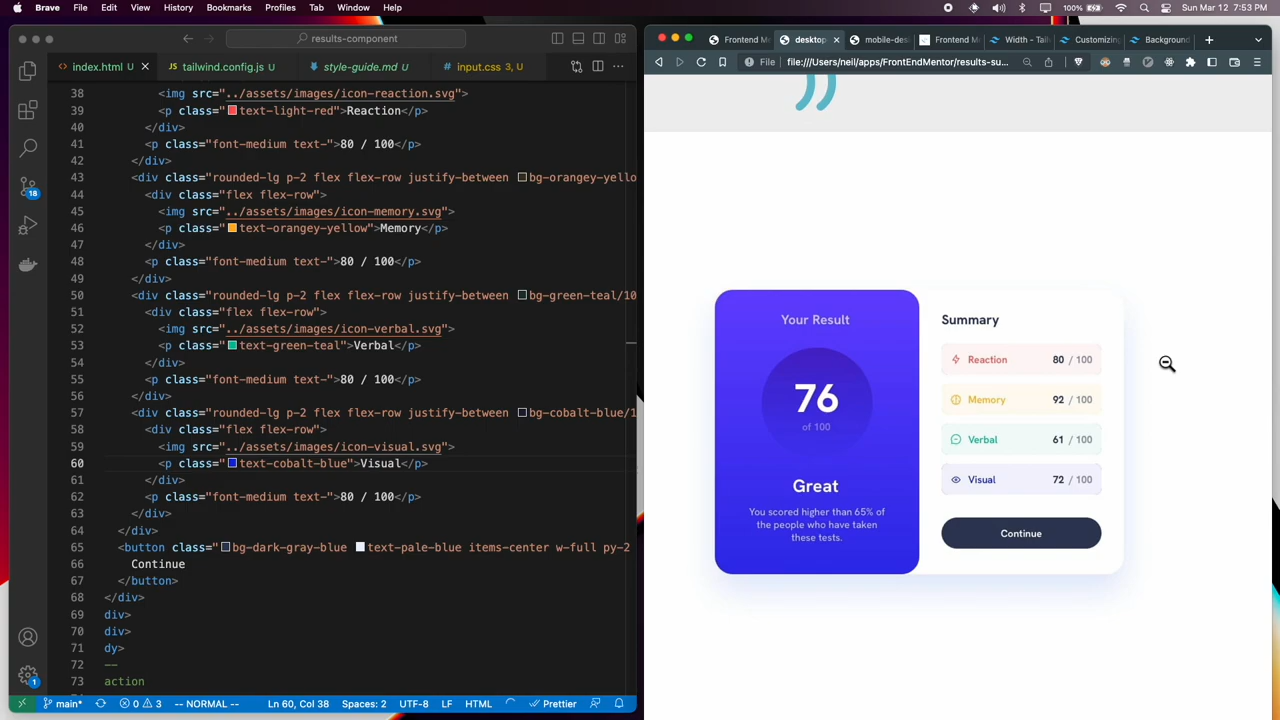 Brave File Edit View History Bookmarks Profiles Tab Window Help
100% Sun Mar 12 7:53 PM
results-component
index.html U
tailwind.config.js U
style-guide.md U
input.css 3, U
38 <img src="../assets/images/icon-reaction.svg">
39 <p class="text-light-red">Reaction</p>
40 </div>
41 <p class="font-medium text-">80 / 100</p>
42 </div>
43 <div class="rounded-lg p-2 flex flex-row justify-between bg-orangey-yello
44 <div class="flex flex-row">
45 <img src="../assets/images/icon-memory.svg">
46 <p class="text-orangey-yellow">Memory</p>
47 </div>
48 <p class="font-medium text-">80 / 100</p>
49 </div>
50 <div class="rounded-lg p-2 flex flex-row justify-between bg-green-teal/10
51 <div class="flex flex-row">
52 <img src="../assets/images/icon-verbal.svg">
53 <p class="text-green-teal">Verbal</p>
54 </div>
55 <p class="font-medium text-">80 / 100</p>
56 </div>
57 <div class="rounded-lg p-2 flex flex-row justify-between bg-cobalt-blue/1
58 <div class="flex flex-row">
59 <img src="../assets/images/icon-visual.svg">
60 <p class="text-cobalt-blue">Visual</p>
61 </div>
62 <p class="font-medium text-">80 / 100</p>
63 </div>
64 </div>
65 <button class="bg-dark-gray-blue text-pale-blue items-center w-full py-2
66 Continue
67 </button>
68 </div>
69 div>
70 div>
71 dy>
72 --
73 action
18
1
main* 0 3 -- NORMAL -- Ln 60, Col 38 Spaces: 2 UTF-8 LF HTML Prettier
Frontend Me
desktop-
mobile-des
Frontend M
Width - Tail
Customizing
Background
File file:///Users/neil/apps/FrontEndMentor/results-su
”
Your Result
76
of 100
Great
You scored higher than 65% of
the people who have taken
these tests.
Summary
Reaction 80 / 100
Memory 92 / 100
Verbal 61 / 100
Visual 72 / 100
Continue